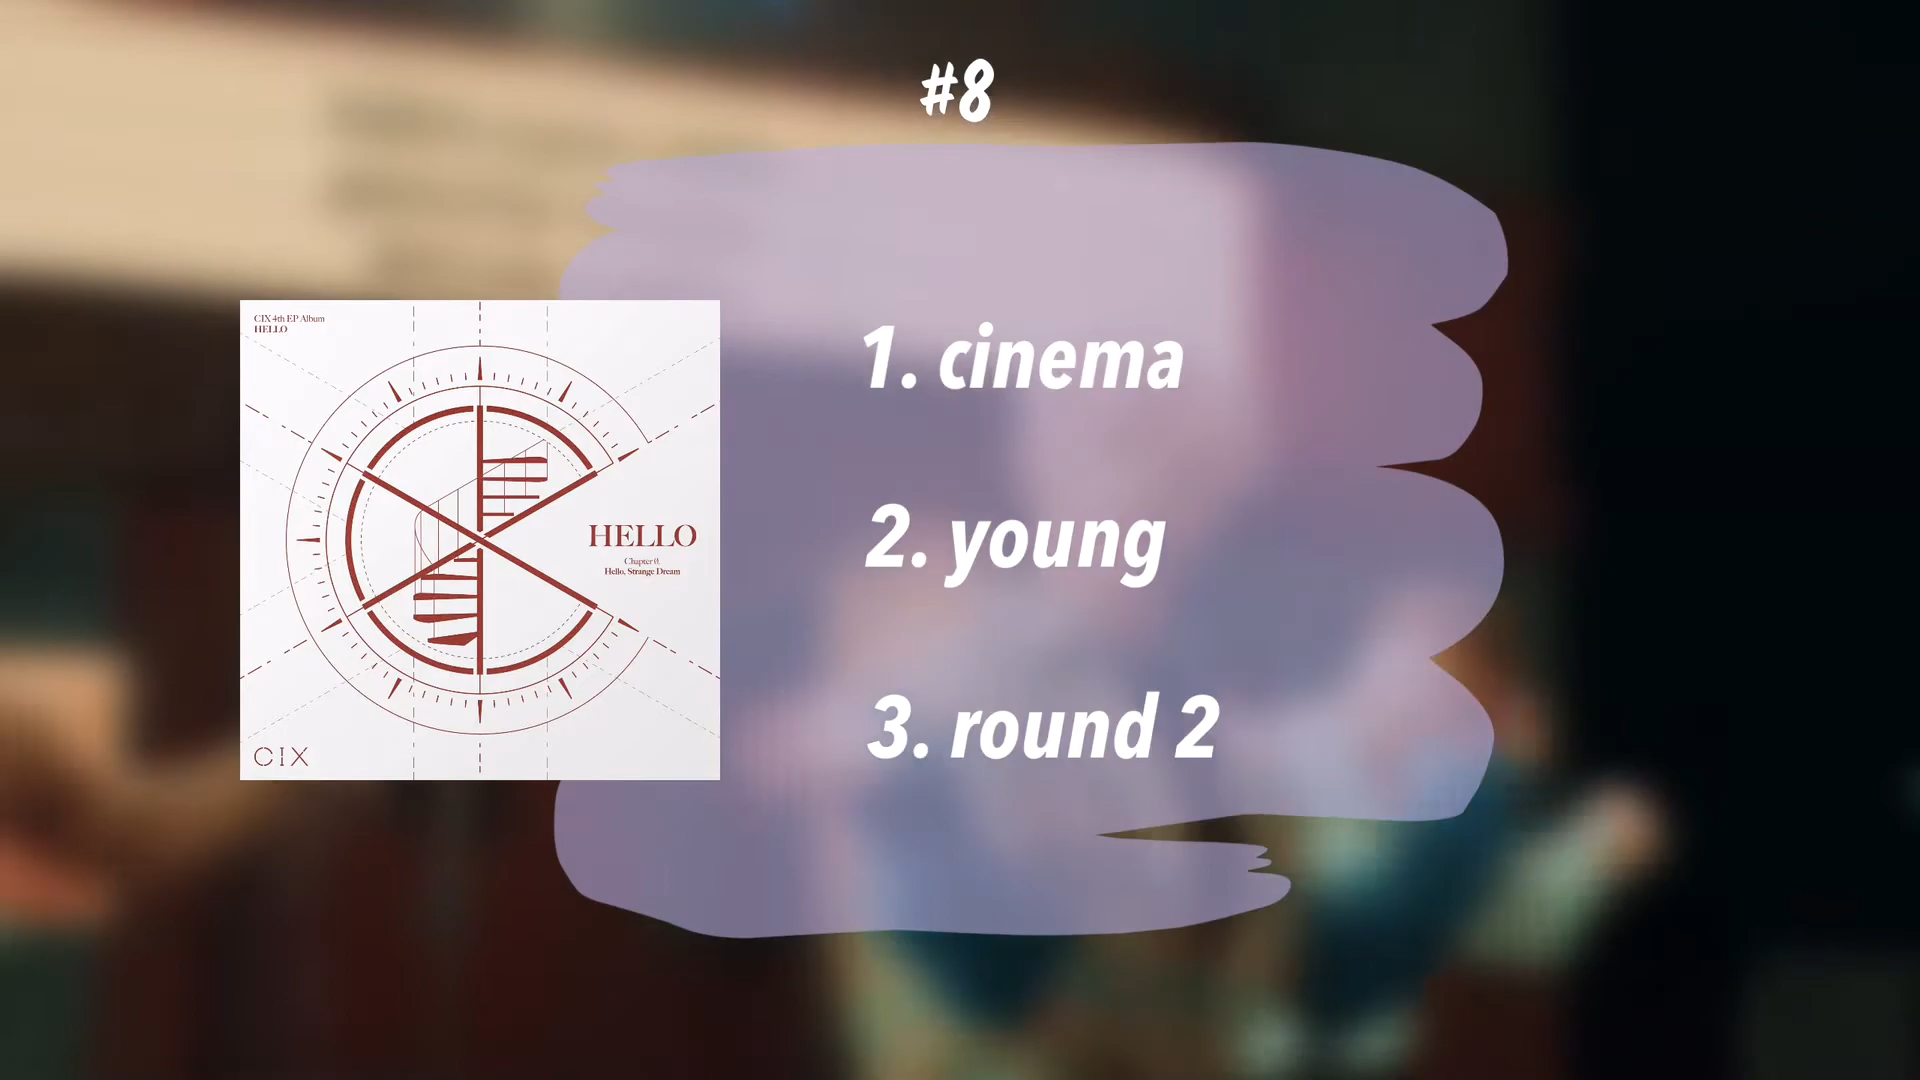 #8
CIX 4th EP Album
HELLO
HELLO
Chapter Ø.
Hello, Strange Dream
CIX
1. cinema
2. young
3. round 2